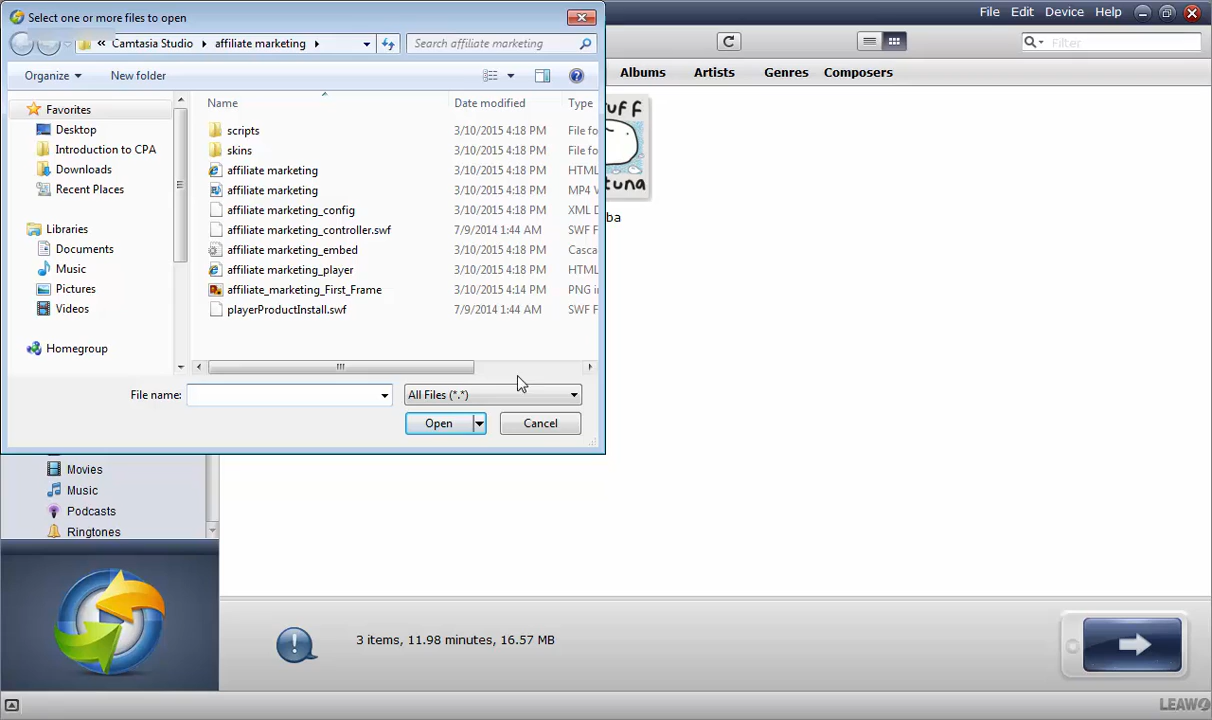 Select one or more files to open
File Edit Device Help
« Camtasia Studio affiliate marketing
Search affiliate marketing
Filter
Organize New folder
Albums Artists Genres Composers
Name Date modified Type
Favorites
Desktop
Introduction to CPA
Downloads
Recent Places
Libraries
Documents
Music
Pictures
Videos
Homegroup
scripts 3/10/2015 4:18 PM File fo
skins 3/10/2015 4:18 PM File fo
affiliate marketing 3/10/2015 4:18 PM HTML
affiliate marketing 3/10/2015 4:18 PM MP4 V
affiliate marketing_config 3/10/2015 4:18 PM XML D
affiliate marketing_controller.swf 7/9/2014 1:44 AM SWF F
affiliate marketing_embed 3/10/2015 4:18 PM Casca
affiliate marketing_player 3/10/2015 4:18 PM HTML
affiliate_marketing_First_Frame 3/10/2015 4:14 PM PNG i
playerProductInstall.swf 7/9/2014 1:44 AM SWF F
uff
tuna
ba
File name: All Files (*.*)
Open Cancel
Movies
Music
Podcasts
Ringtones
3 items, 11.98 minutes, 16.57 MB
LEAWO